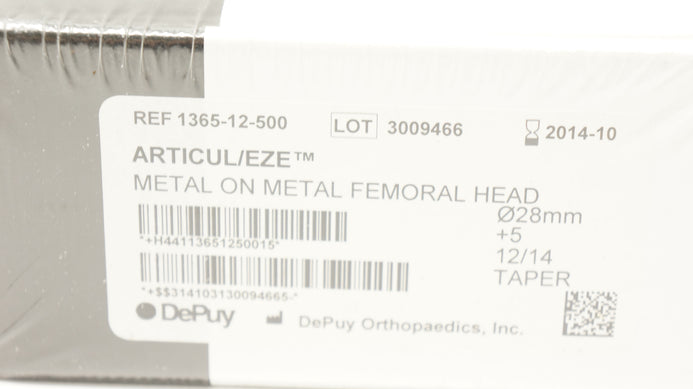 REF 1365-12-500 LOT 3009466 2014-10
ARTICUL/EZE™
METAL ON METAL FEMORAL HEAD
Ø28mm
*+H44113651250015*
+5
12/14
*+$$314103130094665-*
TAPER
DePuy DePuy Orthopaedics, Inc.